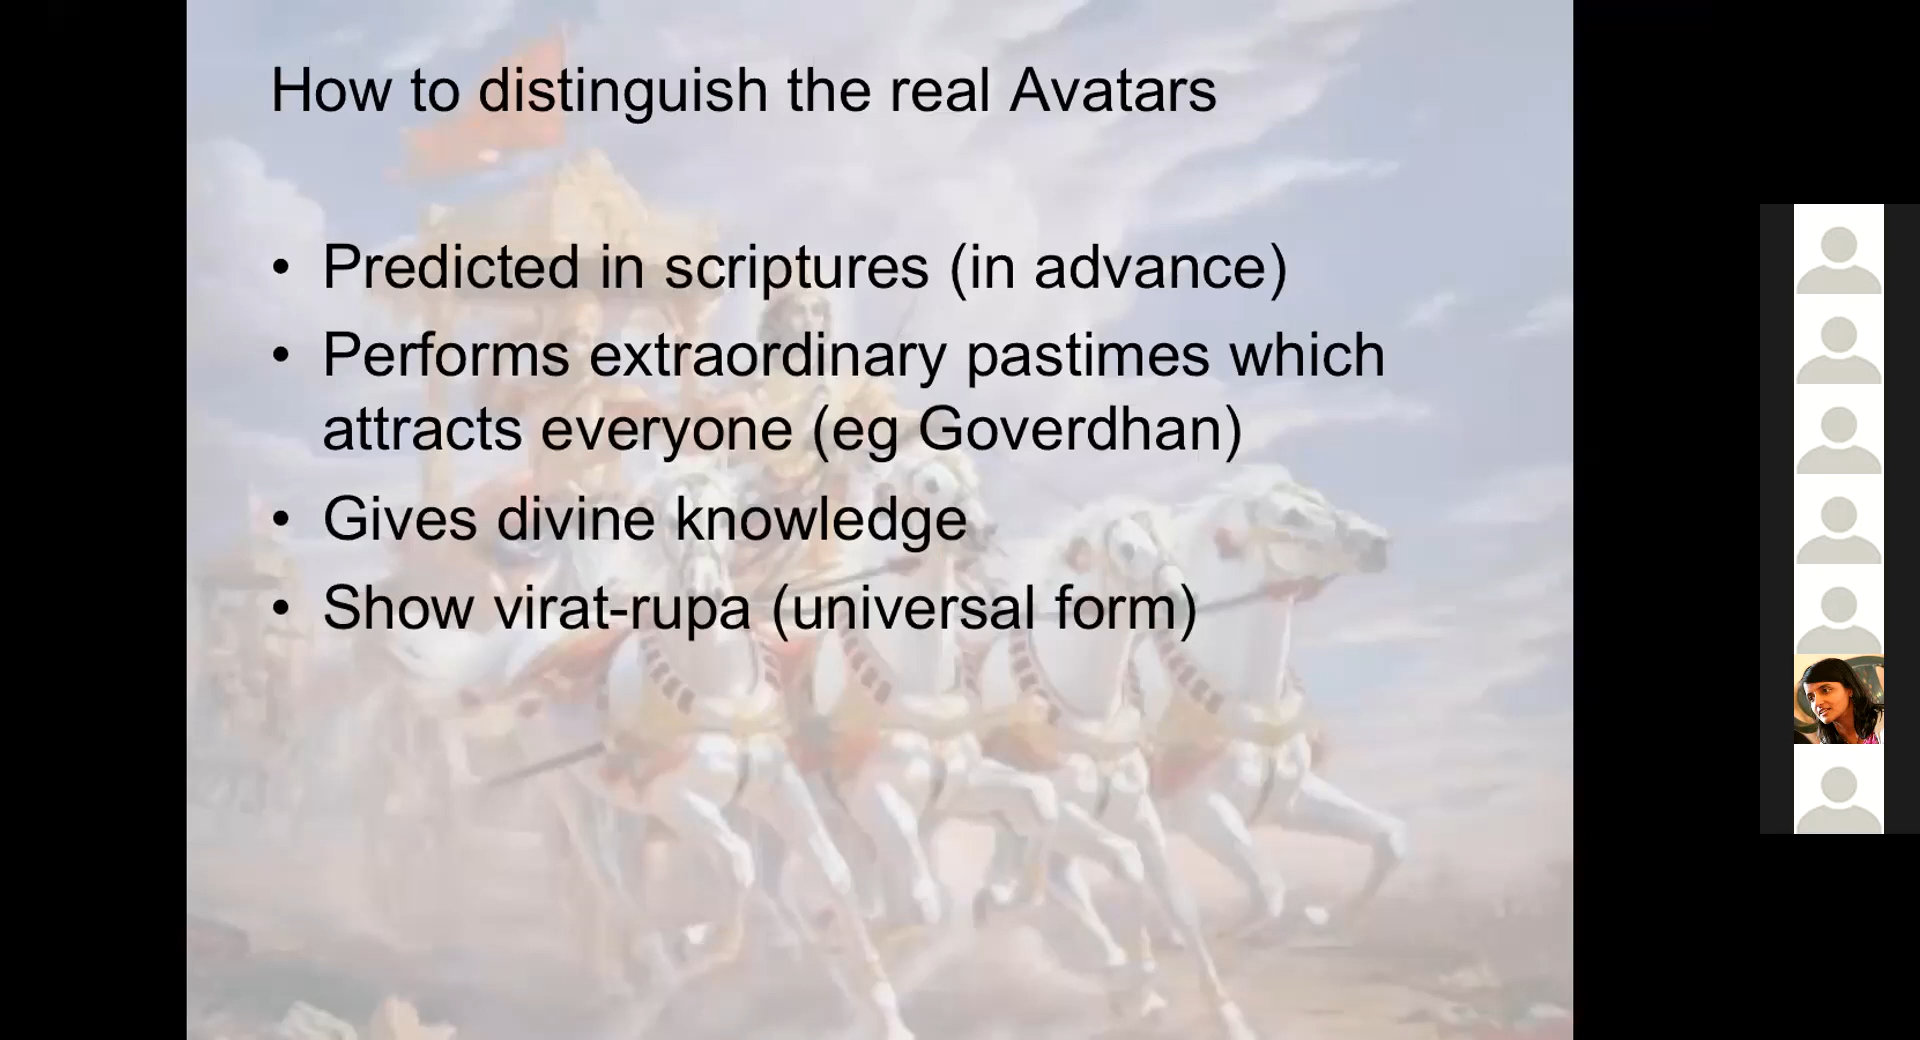 How to distinguish the real Avatars
• Predicted in scriptures (in advance)
• Performs extraordinary pastimes which
attracts everyone (eg Goverdhan)
• Gives divine knowledge
• Show virat-rupa (universal form)